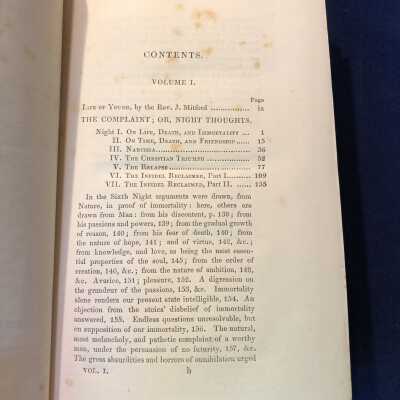 CONTENTS.
VOLUME I.
Page
Life of Young, by the Rev. J. Mitford ............... ix
THE COMPLAINT; OR, NIGHT THOUGHTS.
Night I. On Life, Death, and Immortality ... 1
II. On Time, Death, and Friendship ..... 15
III. Narcissa ................................. 36
IV. The Christian Triumph ............ 52
V. The Relapse ........................... 77
VI. The Infidel Reclaimed, Part I...... 109
VII. The Infidel Reclaimed, Part II. .. 135
In the Sixth Night arguments were drawn, from
Nature, in proof of immortality: here, others are
drawn from Man: from his discontent, p. 138; from
his passions and powers, 139; from the gradual growth
of reason, 140; from his fear of death, 140; from
the nature of hope, 141; and of virtue, 142, &c.;
from knowledge, and love, as being the most essen-
tial properties of the soul, 145; from the order of
creation, 146, &c.; from the nature of ambition, 148,
&c. Avarice, 151; pleasure, 152. A digression on
the grandeur of the passions, 153, &c. Immortality
alone renders our present state intelligible, 154. An
objection from the stoics' disbelief of immortality
answered, 155. Endless questions unresolvable, but
on supposition of our immortality, 156. The natural,
most melancholy, and pathetic complaint of a worthy
man, under the persuasion of no futurity, 157, &c.
The gross absurdities and horrors of annihilation urged
VOL. I. b